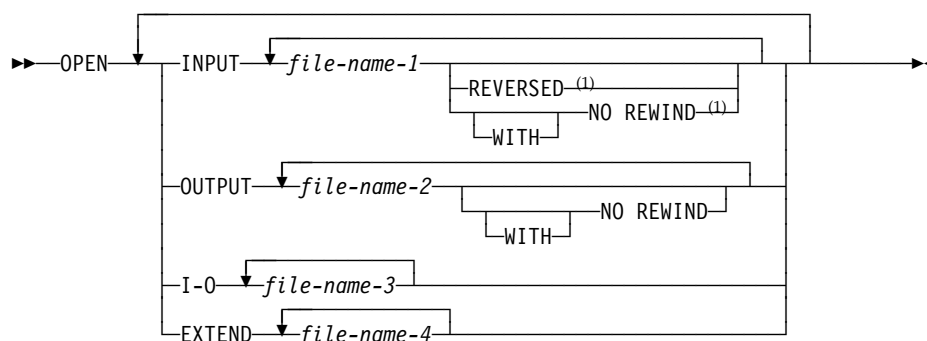 OPEN INPUT file-name-1
REVERSED (1)
NO REWIND (1)
WITH
OUTPUT file-name-2
NO REWIND
WITH
I-O file-name-3
EXTEND file-name-4